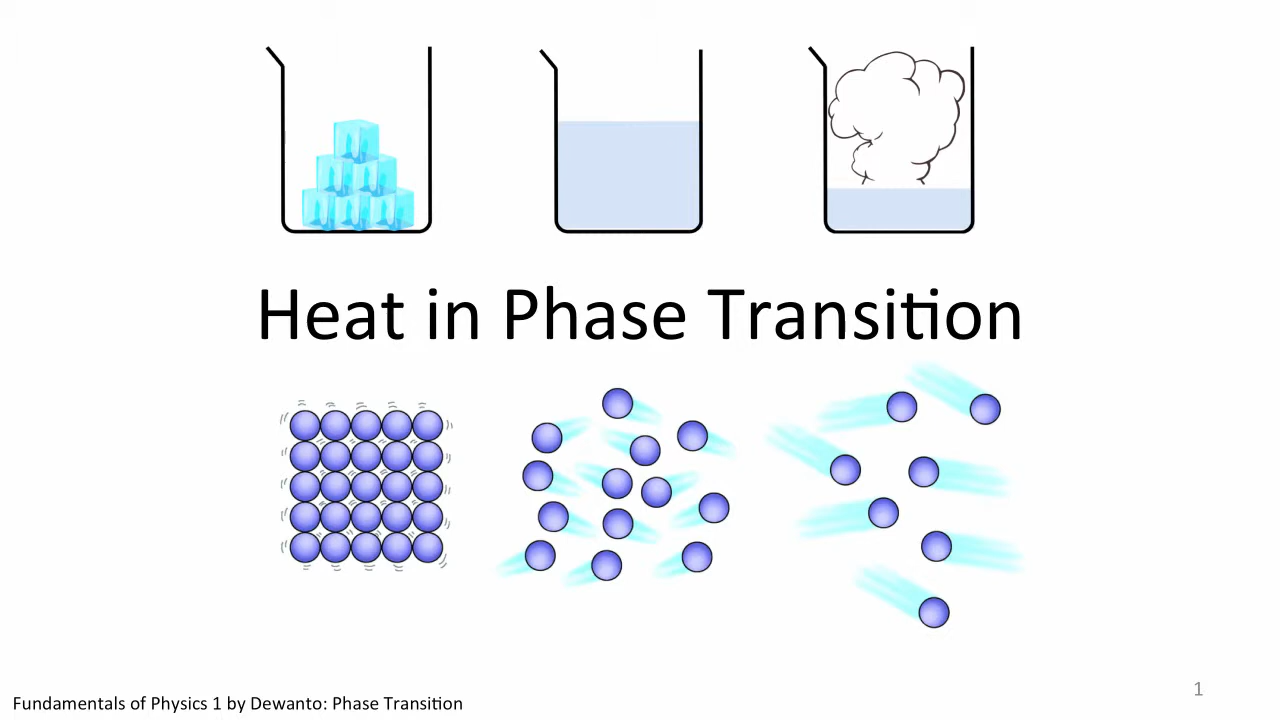 Heat in Phase Transition
Fundamentals of Physics 1 by Dewanto: Phase Transition
1